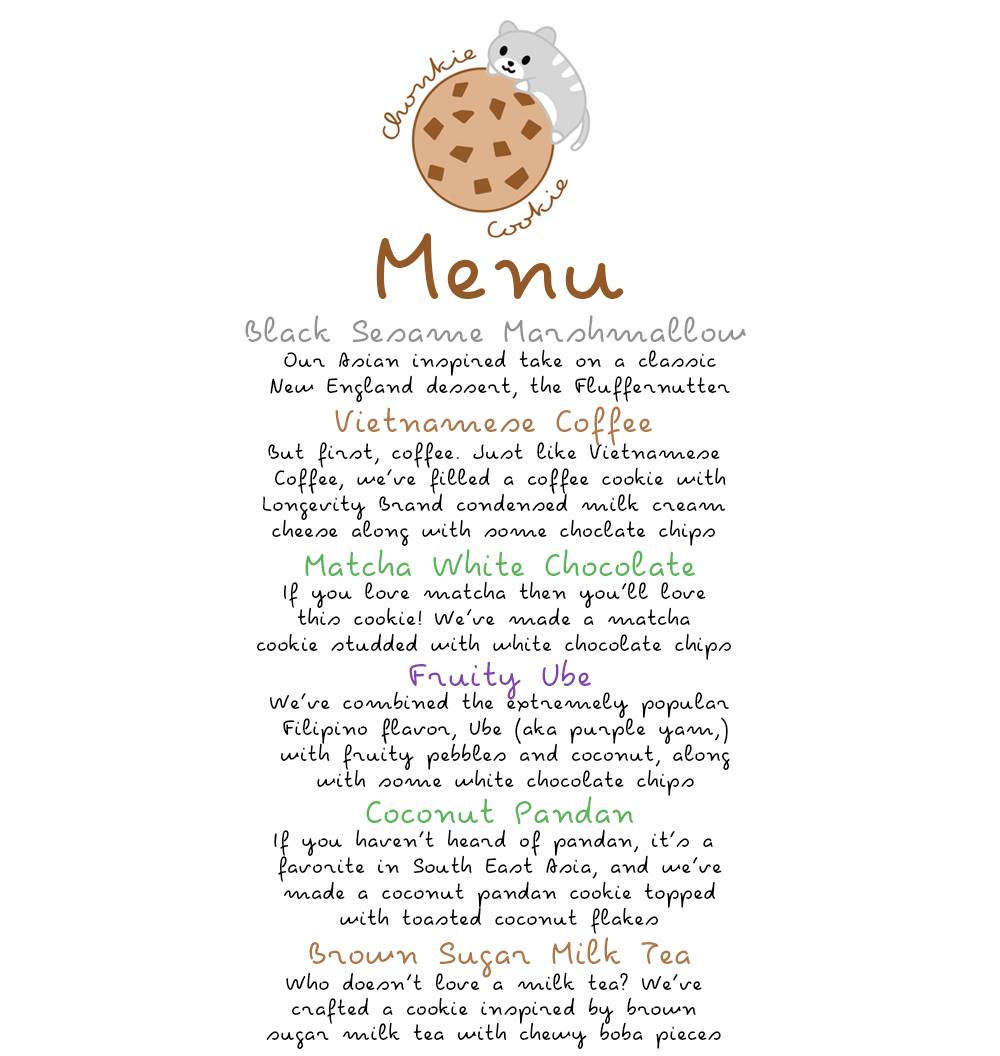 Chonkie
Cookie
Menu
Black Sesame Marshmallow
Our Asian inspired take on a classic
New England dessert, the Fluffernutter
Vietnamese Coffee
But first, coffee. Just like Vietnamese
Coffee, we've filled a coffee cookie with
Longevity Brand condensed milk cream
cheese along with some choclate chips
Matcha White Chocolate
If you love matcha then you'll love
this cookie! We've made a matcha
cookie studded with white chocolate chips
Fruity Ube
We've combined the extremely popular
Filipino flavor, Ube (aka purple yam,)
with fruity pebbles and coconut, along
with some white chocolate chips
Coconut Pandan
If you haven't heard of pandan, it's a
favorite in South East Asia, and we've
made a coconut pandan cookie topped
with toasted coconut flakes
Brown Sugar Milk Tea
Who doesn't love a milk tea? We've
crafted a cookie inspired by brown
sugar milk tea with chewy boba pieces